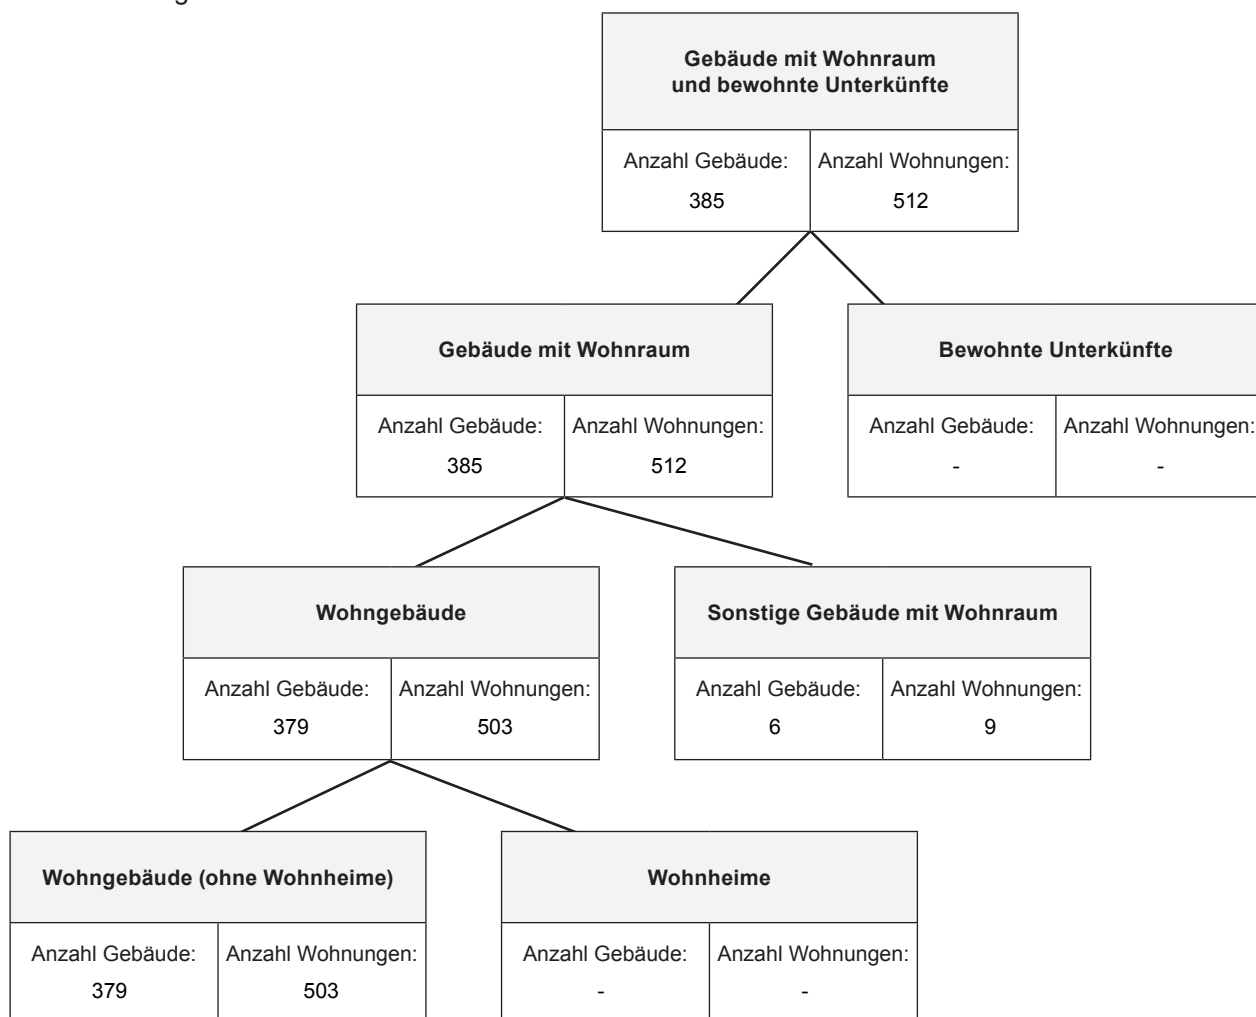 Gebäude mit Wohnraum
und bewohnte Unterkünfte
Anzahl Gebäude: Anzahl Wohnungen:
385 512
Gebäude mit Wohnraum Bewohnte Unterkünfte
Anzahl Gebäude: Anzahl Wohnungen: Anzahl Gebäude: Anzahl Wohnungen:
385 512 - -
Wohngebäude Sonstige Gebäude mit Wohnraum
Anzahl Gebäude: Anzahl Wohnungen: Anzahl Gebäude: Anzahl Wohnungen:
379 503 6 9
Wohngebäude (ohne Wohnheime) Wohnheime
Anzahl Gebäude: Anzahl Wohnungen: Anzahl Gebäude: Anzahl Wohnungen:
379 503 - -